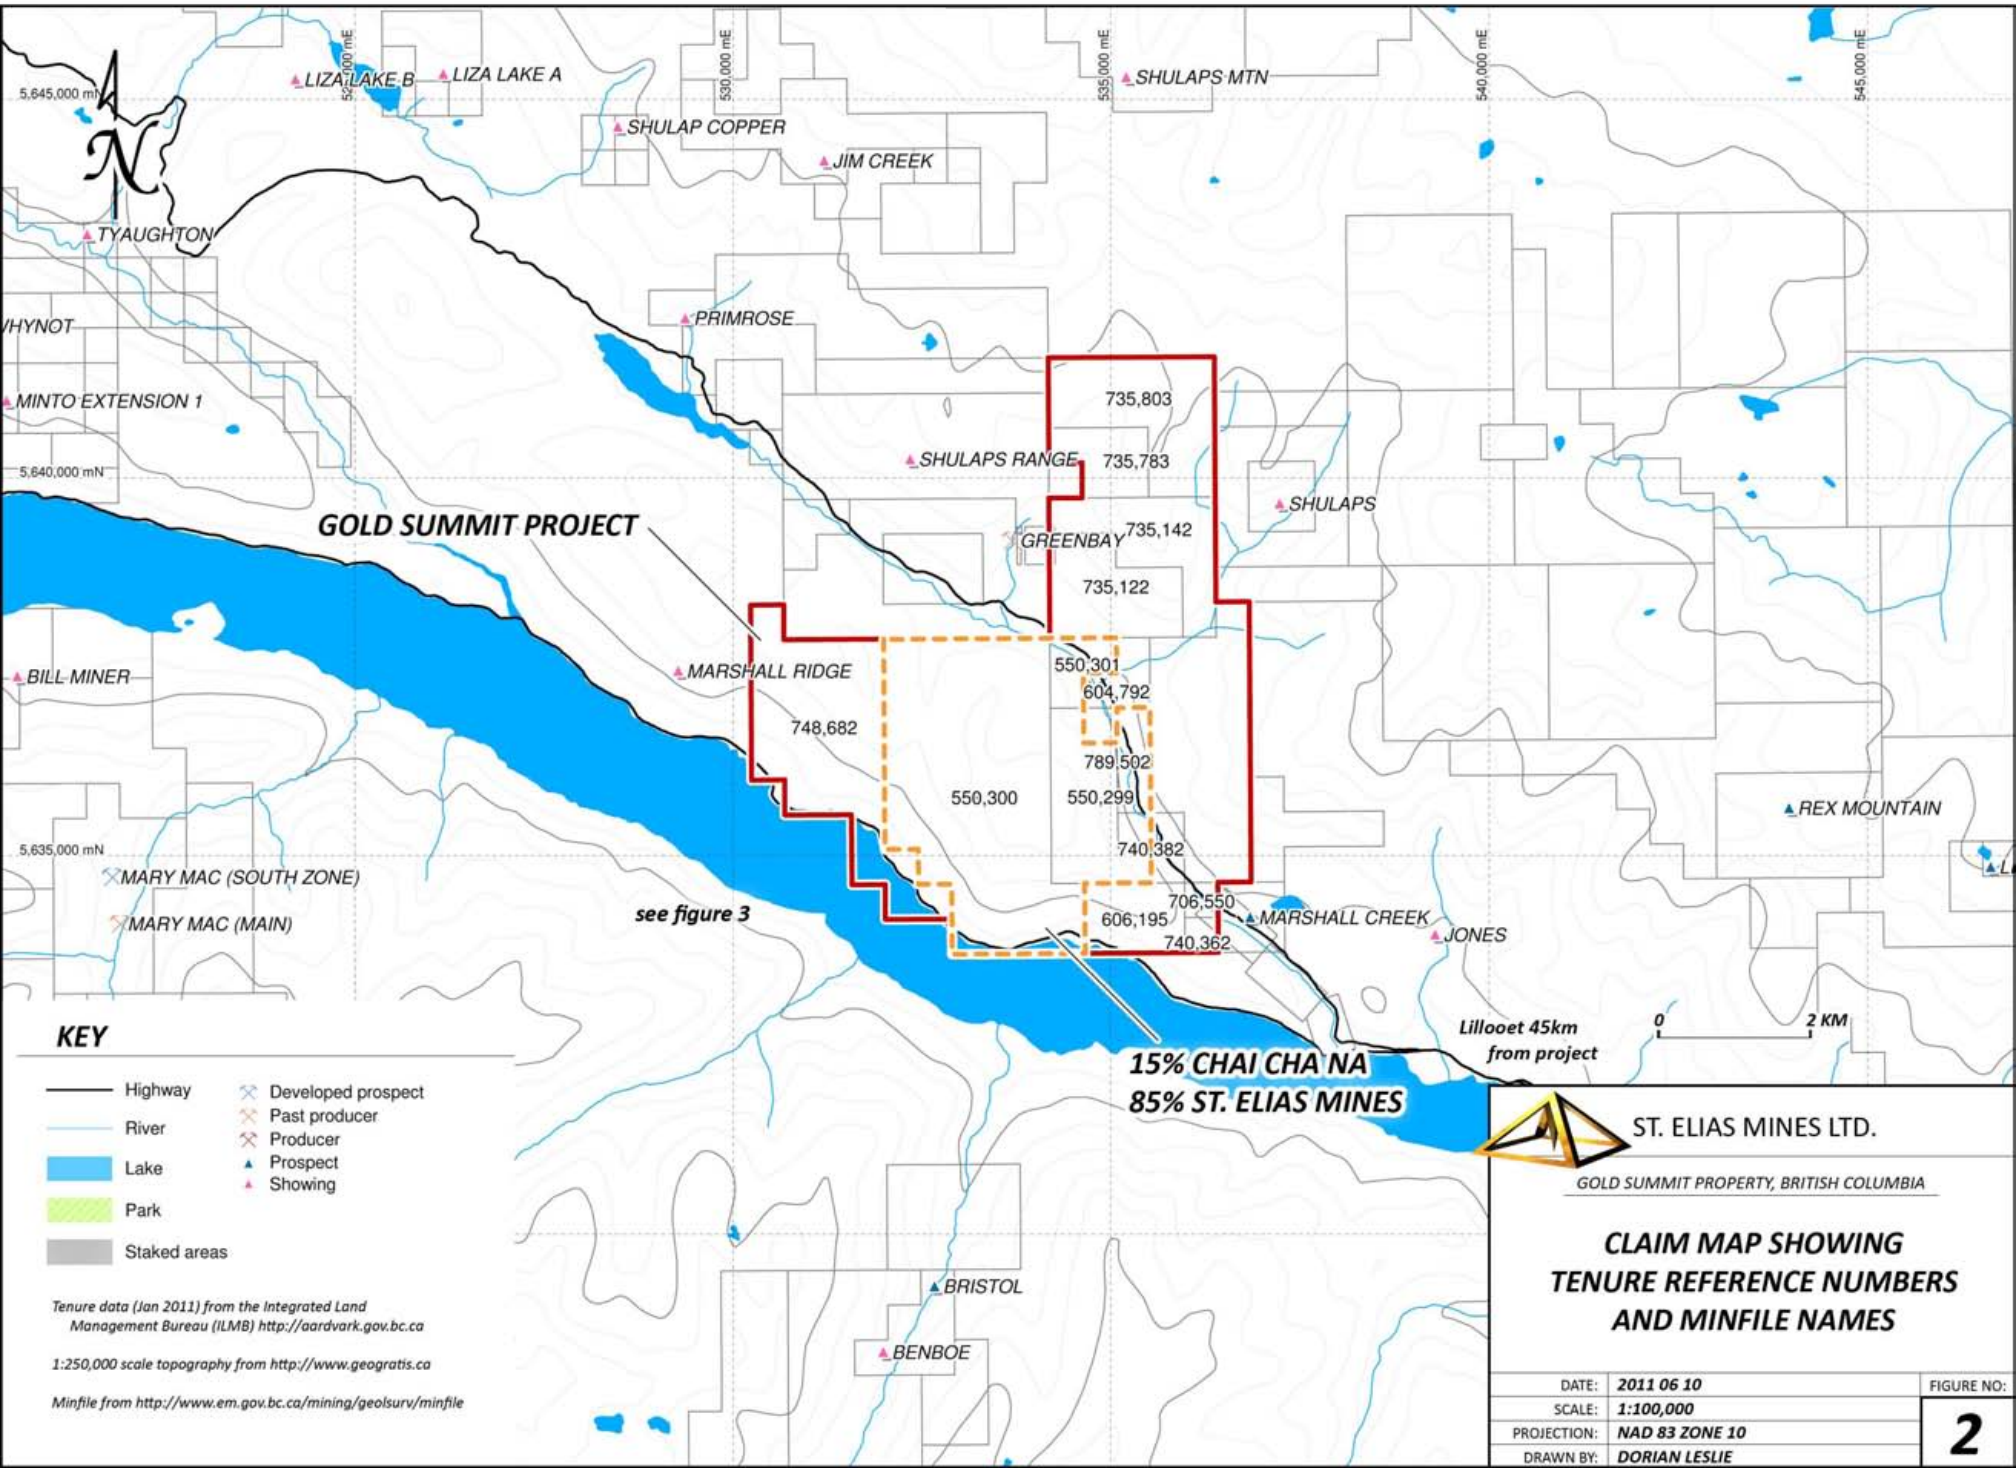 525,000 mE
530,000 mE
535,000 mE
540,000 mE
545,000 mE
5,645,000 mN
N
LIZA LAKE B
LIZA LAKE A
SHULAPS MTN
SHULAP COPPER
JIM CREEK
TYAUGHTON
PRIMROSE
MINTO EXTENSION 1
735,803
SHULAPS RANGE
735,783
5,640,000 mN
SHULAPS
GOLD SUMMIT PROJECT
GREENBAY
735,142
735,122
BILL MINER
MARSHALL RIDGE
550,301
604,792
748,682
789,502
550,300
550,299
REX MOUNTAIN
5,635,000 mN
740,382
MARY MAC (SOUTH ZONE)
MARY MAC (MAIN)
see figure 3
706,550
606,195
MARSHALL CREEK
JONES
740,362
15% CHAI CHA NA
85% ST. ELIAS MINES
Lillooet 45km
from project
0
2 KM
BRISTOL
BENBOE
KEY
Highway
River
Lake
Park
Staked areas
Developed prospect
Past producer
Producer
Prospect
Showing
Tenure data (Jan 2011) from the Integrated Land
Management Bureau (ILMB) http://aardvark.gov.bc.ca
1:250,000 scale topography from http://www.geogratis.ca
Minfile from http://www.em.gov.bc.ca/mining/geolsurv/minfile
ST. ELIAS MINES LTD.
GOLD SUMMIT PROPERTY, BRITISH COLUMBIA
CLAIM MAP SHOWING
TENURE REFERENCE NUMBERS
AND MINFILE NAMES
DATE: 2011 06 10
SCALE: 1:100,000
PROJECTION: NAD 83 ZONE 10
DRAWN BY: DORIAN LESLIE
FIGURE NO:
2